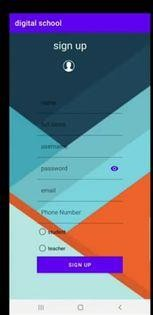 digital school
sign up
name
full name
username
password
email
Phone Number
student
teacher
SIGN UP